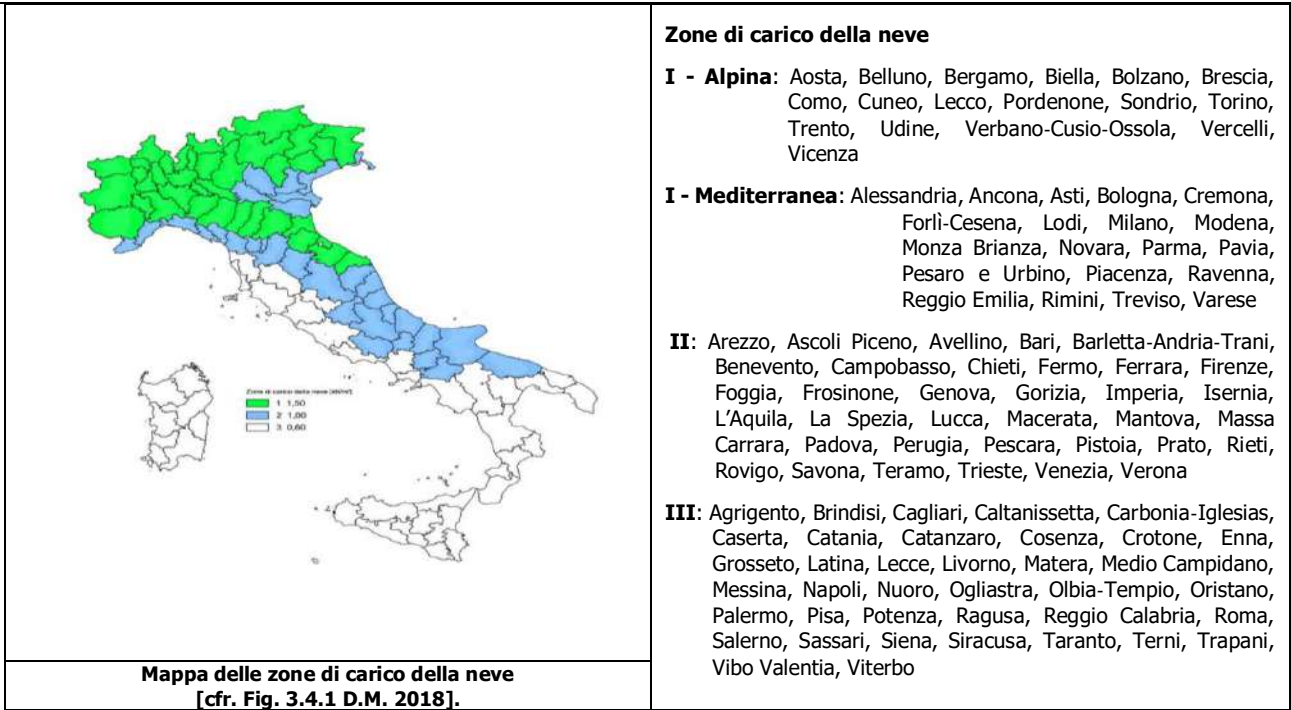 Zone di carico della neve [kN/m²]
1 1,50
2 1,00
3 0,60
Mappa delle zone di carico della neve
[cfr. Fig. 3.4.1 D.M. 2018].
Zone di carico della neve
I - Alpina: Aosta, Belluno, Bergamo, Biella, Bolzano, Brescia,
Como, Cuneo, Lecco, Pordenone, Sondrio, Torino,
Trento, Udine, Verbano-Cusio-Ossola, Vercelli,
Vicenza
I - Mediterranea: Alessandria, Ancona, Asti, Bologna, Cremona,
Forlì-Cesena, Lodi, Milano, Modena,
Monza Brianza, Novara, Parma, Pavia,
Pesaro e Urbino, Piacenza, Ravenna,
Reggio Emilia, Rimini, Treviso, Varese
II: Arezzo, Ascoli Piceno, Avellino, Bari, Barletta-Andria-Trani,
Benevento, Campobasso, Chieti, Fermo, Ferrara, Firenze,
Foggia, Frosinone, Genova, Gorizia, Imperia, Isernia,
L'Aquila, La Spezia, Lucca, Macerata, Mantova, Massa
Carrara, Padova, Perugia, Pescara, Pistoia, Prato, Rieti,
Rovigo, Savona, Teramo, Trieste, Venezia, Verona
III: Agrigento, Brindisi, Cagliari, Caltanissetta, Carbonia-Iglesias,
Caserta, Catania, Catanzaro, Cosenza, Crotone, Enna,
Grosseto, Latina, Lecce, Livorno, Matera, Medio Campidano,
Messina, Napoli, Nuoro, Ogliastra, Olbia-Tempio, Oristano,
Palermo, Pisa, Potenza, Ragusa, Reggio Calabria, Roma,
Salerno, Sassari, Siena, Siracusa, Taranto, Terni, Trapani,
Vibo Valentia, Viterbo